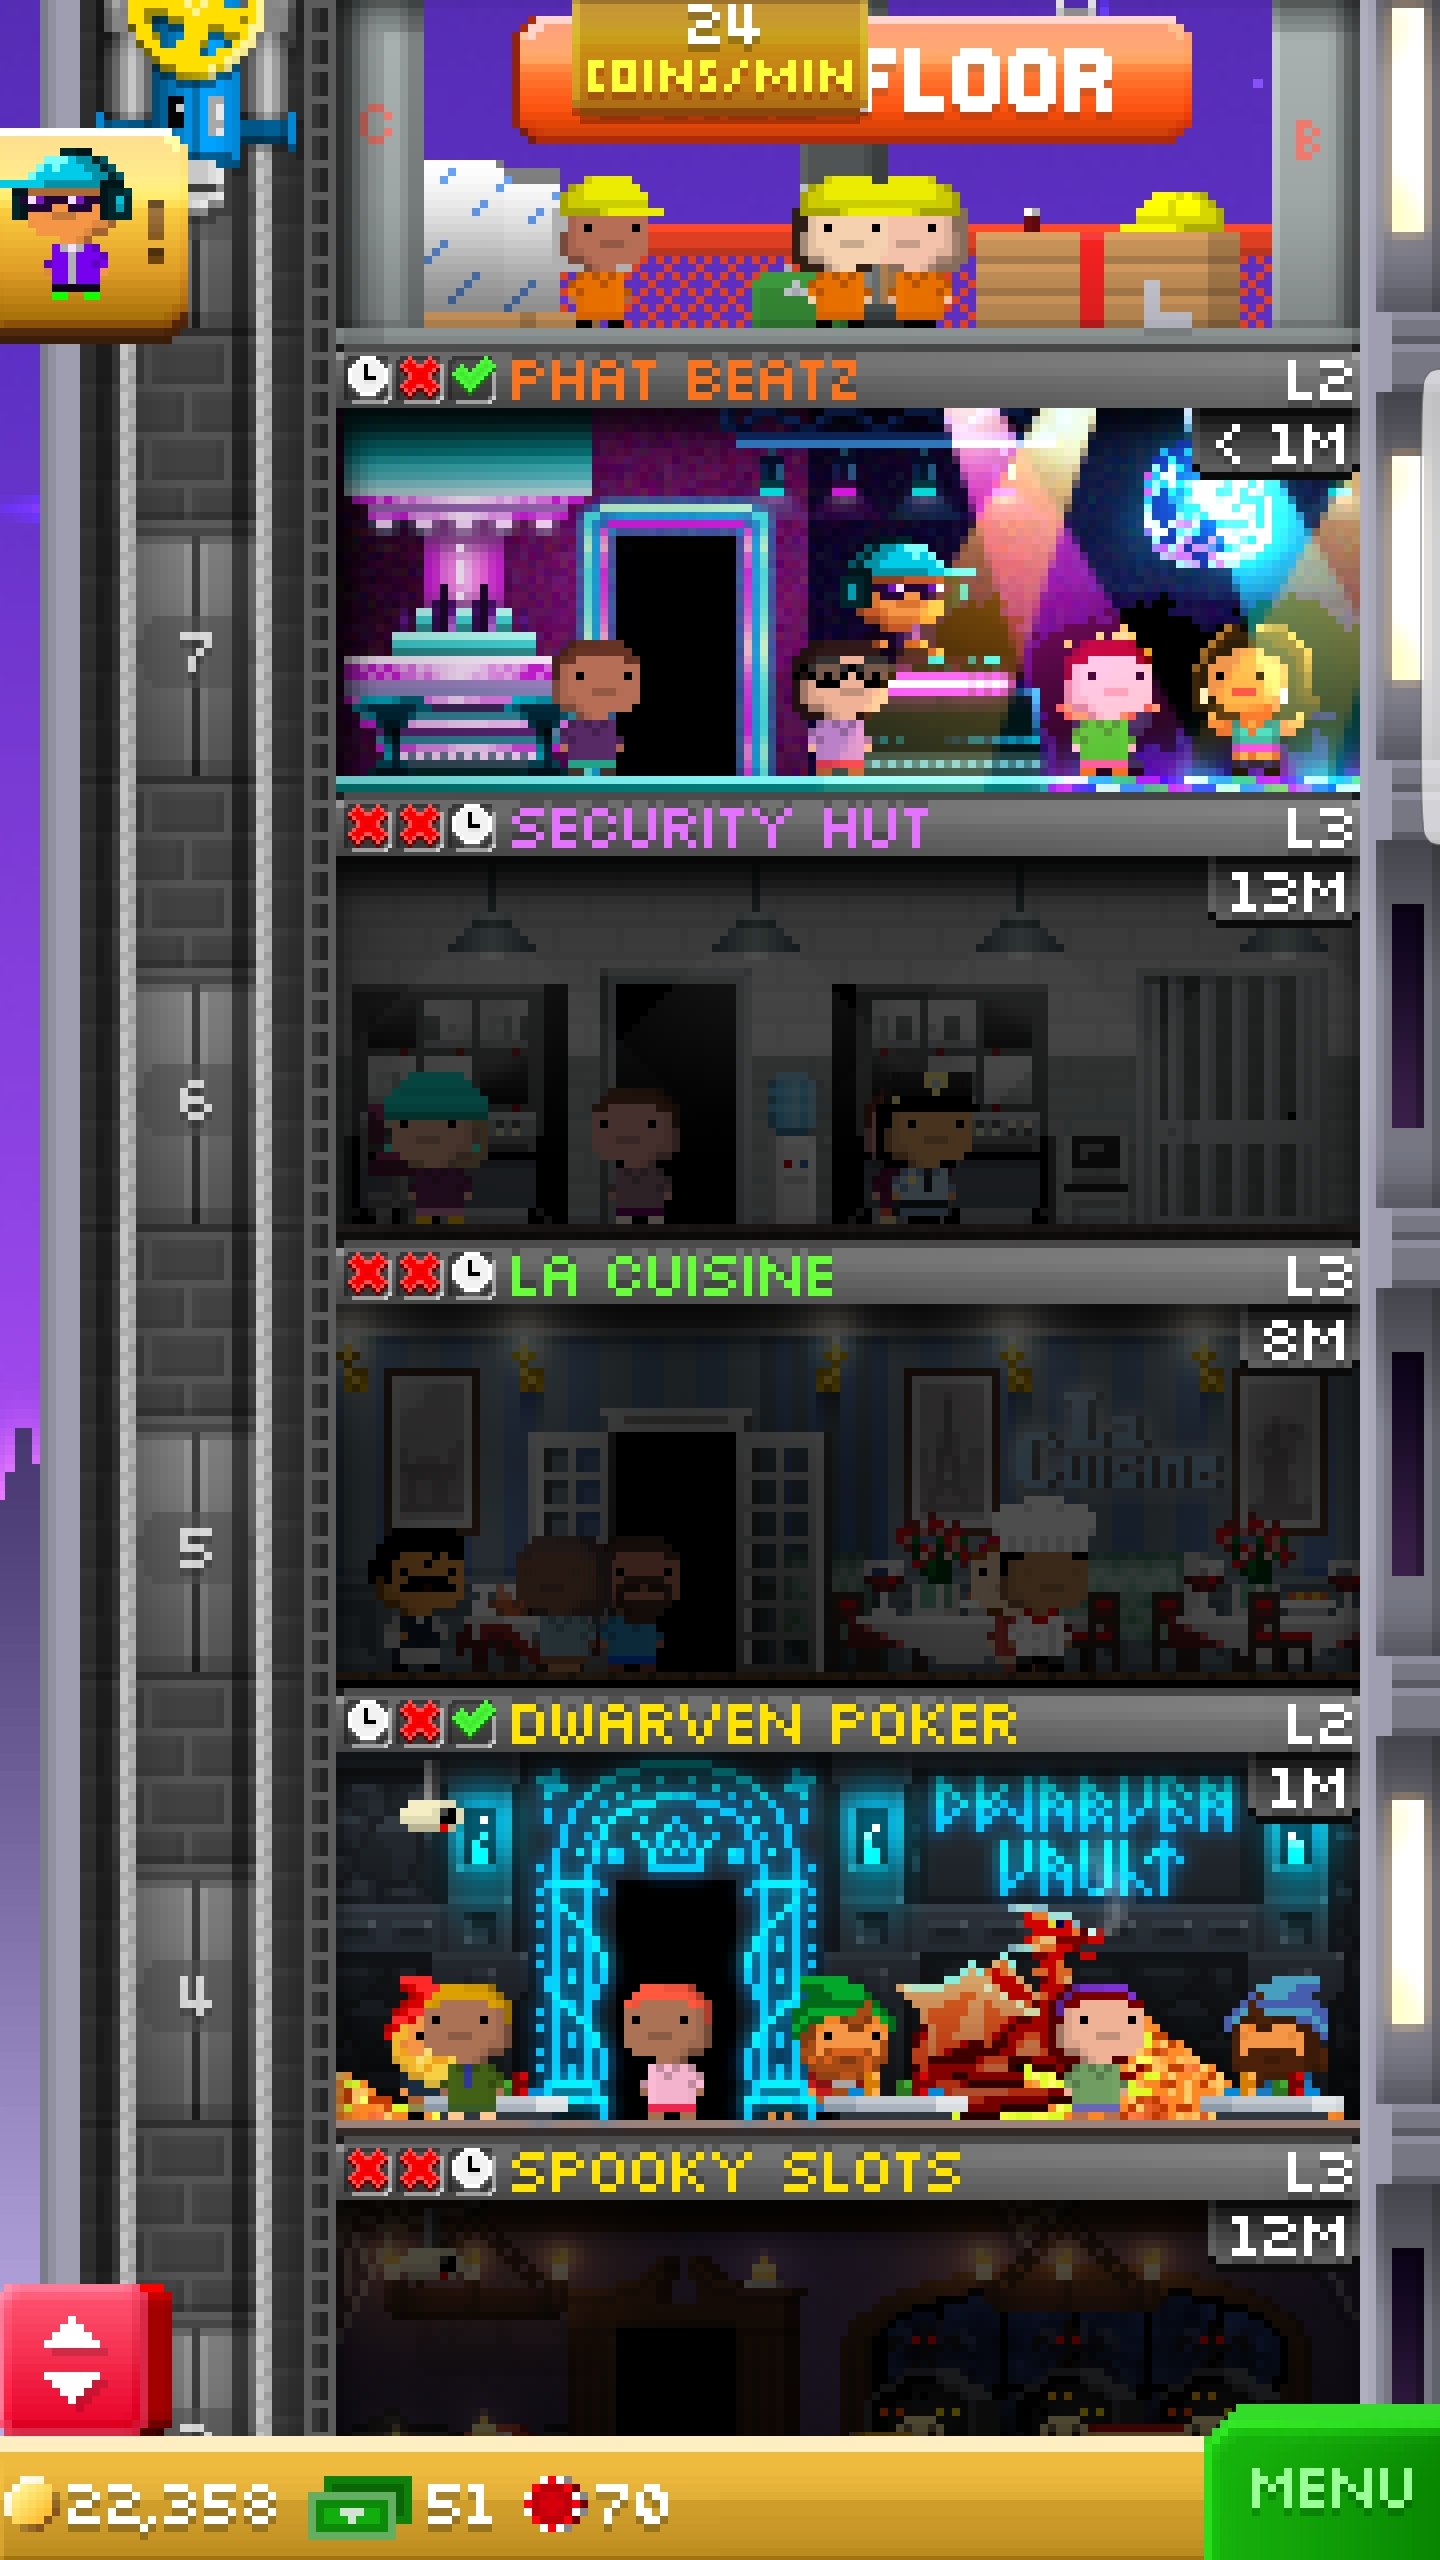 24
COINS/MIN
FLOOR
C
B
PHAT BEATZ
L2
< 1M
7
SECURITY HUT
L3
13M
6
LA CUISINE
L3
8M
La
Cuisine
5
DWARVEN POKER
L2
1M
DWARVEN
VAULT
4
SPOOKY SLOTS
L3
12M
22,358
51
70
MENU